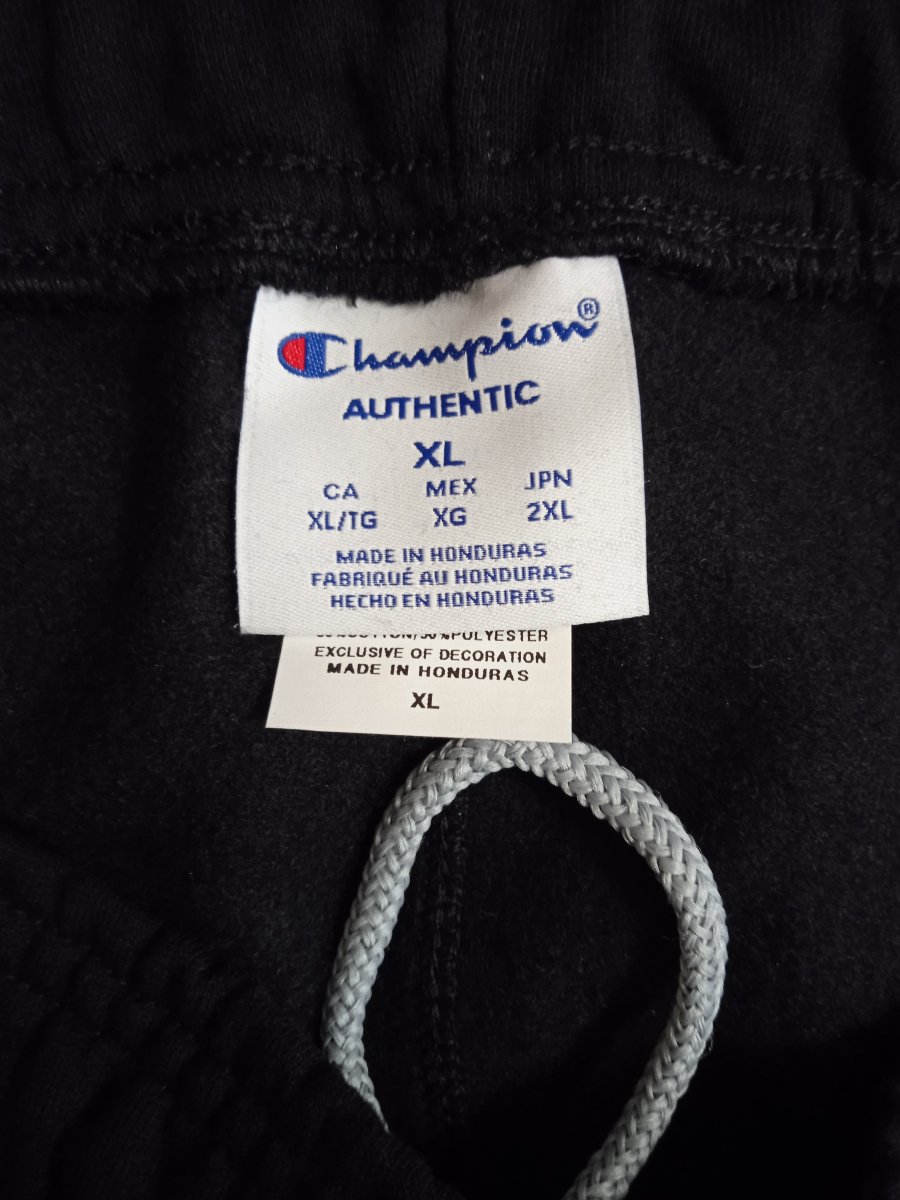 Champion®
AUTHENTIC
XL
CA MEX JPN
XL/TG XG 2XL
MADE IN HONDURAS
FABRIQUÉ AU HONDURAS
HECHO EN HONDURAS
POLYESTER
EXCLUSIVE OF DECORATION
MADE IN HONDURAS
XL